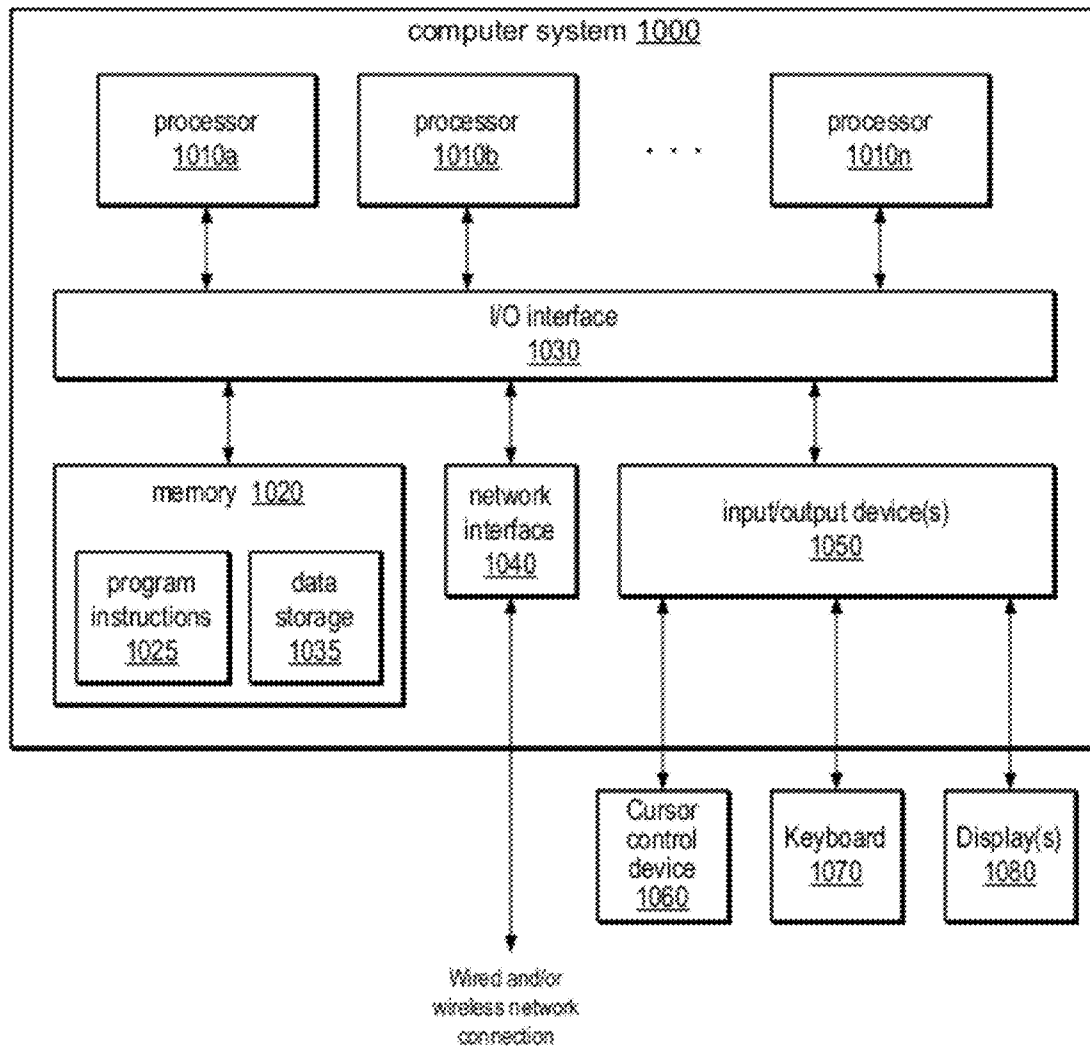 computer system 1000
processor
1010a
processor
1010b
. . .
processor
1010n
I/O interface
1030
memory 1020
program
instructions
1025
data
storage
1035
network
interface
1040
input/output device(s)
1050
Cursor
control
device
1060
Keyboard
1070
Display(s)
1080
Wired and/or
wireless network
connection